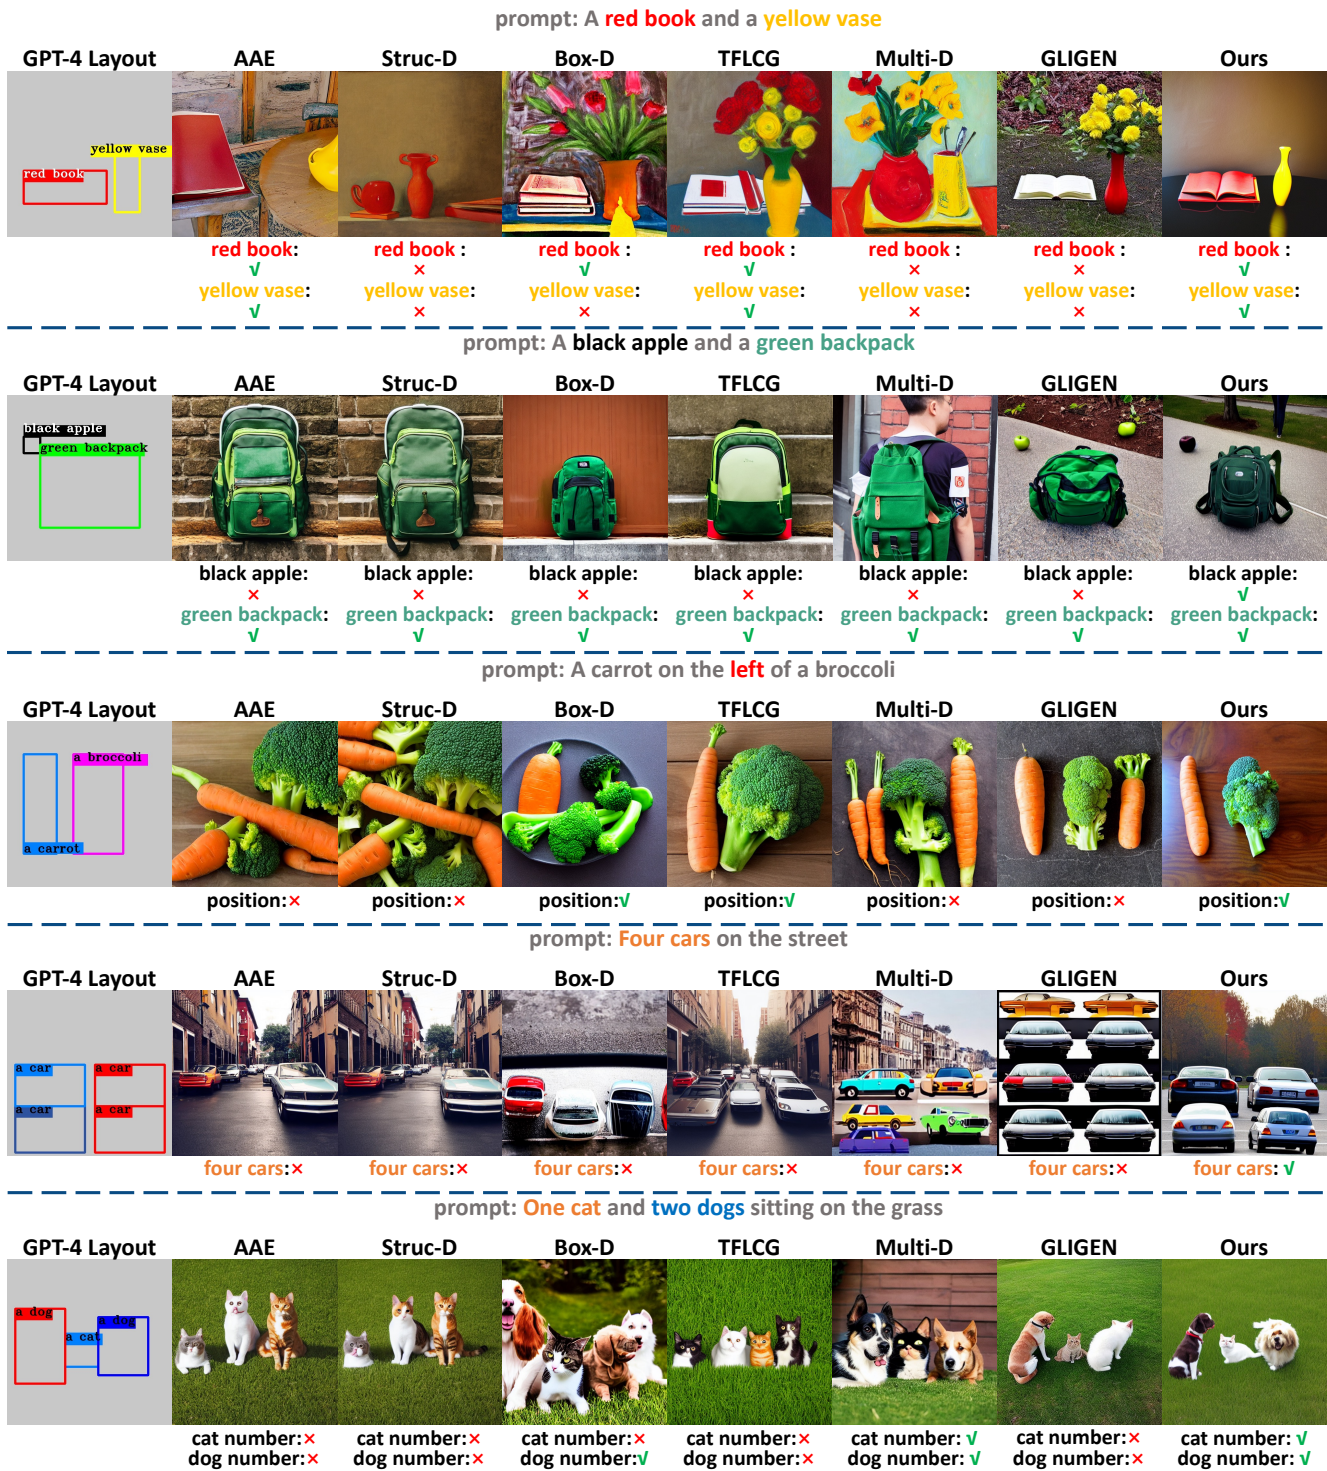 prompt: A red book and a yellow vase
GPT-4 Layout AAE Struc-D Box-D TFLCG Multi-D GLIGEN Ours
yellow vase
red book
red book: red book : red book : red book : red book : red book : red book :
√ × √ √ × × √
yellow vase: yellow vase: yellow vase: yellow vase: yellow vase: yellow vase: yellow vase:
√ × × √ × × √
prompt: A black apple and a green backpack
GPT-4 Layout AAE Struc-D Box-D TFLCG Multi-D GLIGEN Ours
black apple
green backpack
black apple: black apple: black apple: black apple: black apple: black apple: black apple:
× × × × × × √
green backpack: green backpack: green backpack: green backpack: green backpack: green backpack: green backpack:
√ √ √ √ √ √ √
prompt: A carrot on the left of a broccoli
GPT-4 Layout AAE Struc-D Box-D TFLCG Multi-D GLIGEN Ours
a broccoli
a carrot
position:× position:× position:√ position:√ position:× position:× position:√
prompt: Four cars on the street
GPT-4 Layout AAE Struc-D Box-D TFLCG Multi-D GLIGEN Ours
a car a car
a car a car
four cars:× four cars:× four cars:× four cars:× four cars:× four cars:× four cars: √
prompt: One cat and two dogs sitting on the grass
GPT-4 Layout AAE Struc-D Box-D TFLCG Multi-D GLIGEN Ours
a dog
a dog
a cat
cat number:× cat number:× cat number:× cat number:× cat number: √ cat number:× cat number: √
dog number:× dog number:× dog number:√ dog number:× dog number: √ dog number:× dog number: √